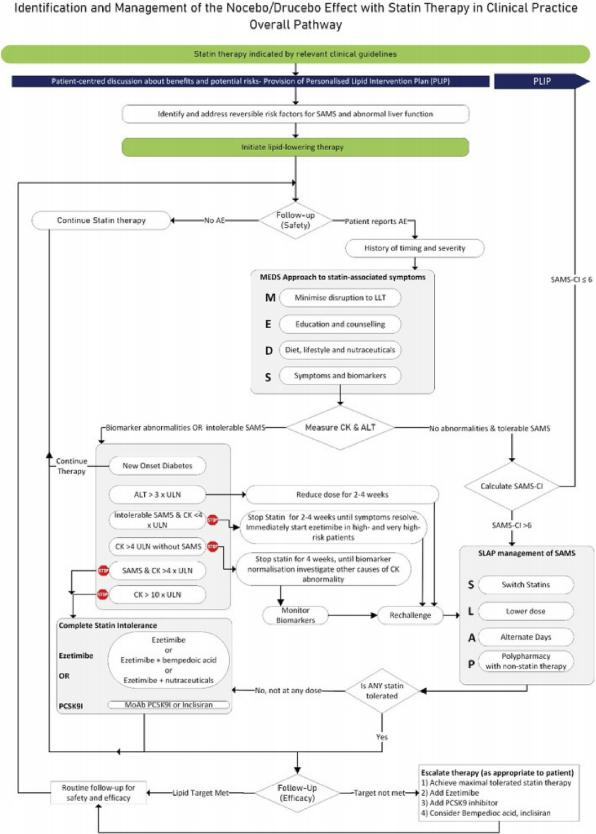 Identification and Management of the Nocebo/Drucebo Effect with Statin Therapy in Clinical Practice
Overall Pathway
Statin therapy indicated by relevant clinical guidelines
Patient-centred discussion about benefits and potential risks- Provision of Personalised Lipid Intervention Plan (PLIP)
PLIP
Identify and address reversible risk factors for SAMS and abnormal liver function
Initiate lipid-lowering therapy
Continue Statin therapy
No AE
Follow-up
(Safety)
Patient reports AE
History of timing and severity
SAMS-CI ≤ 6
MEDS Approach to statin-associated symptoms
M Minimise disruption to LLT
E Education and counselling
D Diet, lifestyle and nutraceuticals
S Symptoms and biomarkers
Biomarker abnormalities OR intolerable SAMS
Measure CK & ALT
No abnormalities & tolerable SAMS
Continue
Therapy
New Onset Diabetes
Calculate SAMS-CI
ALT > 3 x ULN
Reduce dose for 2-4 weeks
Intolerable SAMS & CK <4
x ULN
STOP
Stop Statin for 2-4 weeks until symptoms resolve.
Immediately start ezetimibe in high- and very high-
risk patients
SAMS-CI >6
CK >4 ULN without SAMS
STOP
Stop statin for 4 weeks, until biomarker
normalisation investigate other causes of CK
abnormality
STOP
SAMS & CK >4 x ULN
STOP
CK > 10 x ULN
Monitor
Biomarkers
Rechallenge
SLAP management of SAMS
S Switch Statins
L Lower dose
A Alternate Days
P Polypharmacy
with non-statin therapy
Complete Statin Intolerance
Ezetimibe
OR
PCSK9I
Ezetimibe
or
Ezetimibe + bempedoic acid
or
Ezetimibe + nutraceuticals
MoAb PCSK9I or Inclisiran
No, not at any dose
Is ANY statin
tolerated
Yes
Routine follow-up for
safety and efficacy
Lipid Target Met
Follow-Up
(Efficacy)
Target not met
Escalate therapy (as appropriate to patient)
1) Achieve maximal tolerated statin therapy
2) Add Ezetimibe
3) Add PCSK9 inhibitor
4) Consider Bempedioc acid, inclisiran